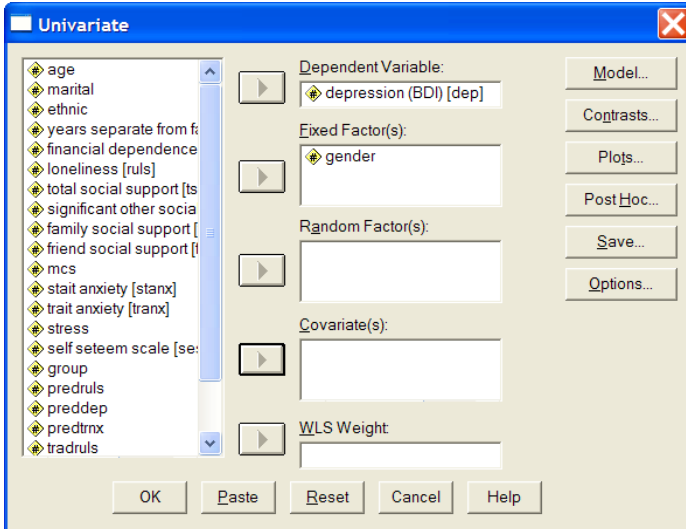 Univariate
age
marital
ethnic
years separate from fa
financial dependence
loneliness [ruls]
total social support [ts
significant other socia
family social support [
friend social support [f
mcs
stait anxiety [stanx]
trait anxiety [tranx]
stress
self seteem scale [ses
group
predruls
preddep
predtrnx
tradruls
Dependent Variable:
depression (BDI) [dep]
Fixed Factor(s):
gender
Random Factor(s):
Covariate(s):
WLS Weight:
Model...
Contrasts...
Plots...
Post Hoc...
Save...
Options...
OK
Paste
Reset
Cancel
Help